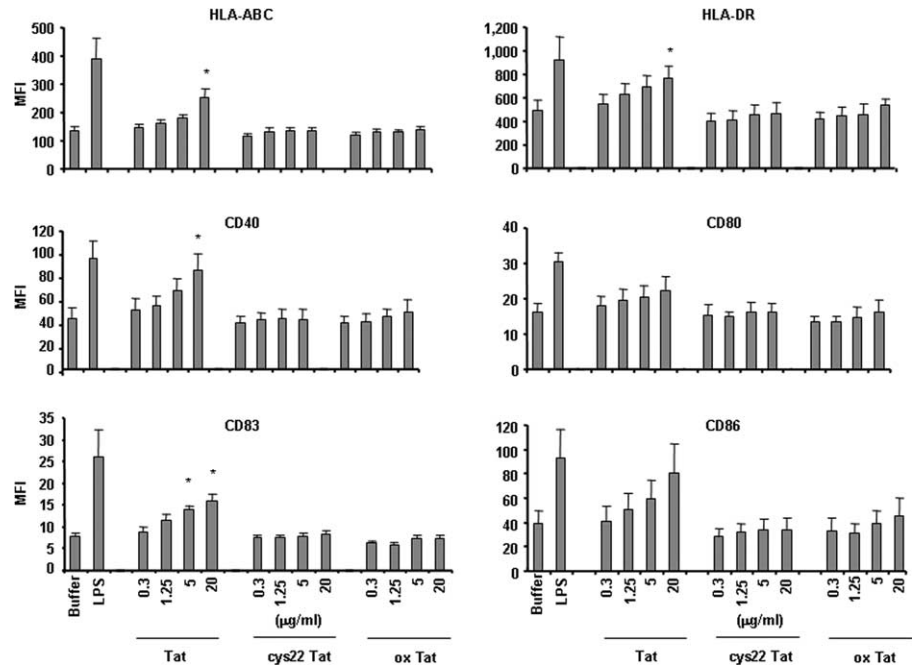 HLA-ABC
MFI
500
400
300
200
100
0
*
HLA-DR
1,200
1,000
800
600
400
200
0
*
CD40
MFI
120
100
80
60
40
20
0
*
CD80
40
30
20
10
0
CD83
MFI
35
30
25
20
15
10
5
0
* *
Buffer LPS 0.3 1.25 5 20 0.3 1.25 5 20 0.3 1.25 5 20
(µg/ml)
Tat cys22 Tat ox Tat
CD86
120
100
80
60
40
20
0
Buffer LPS 0.3 1.25 5 20 0.3 1.25 5 20 0.3 1.25 5 20
(µg/ml)
Tat cys22 Tat ox Tat